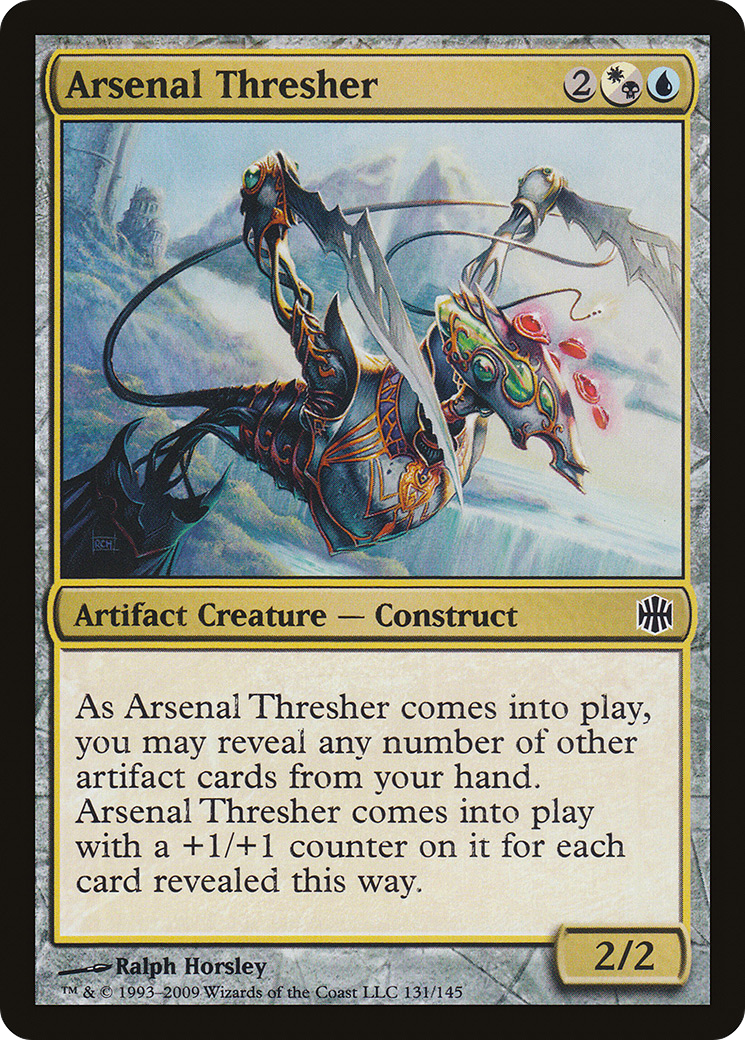 Arsenal Thresher 2
RCH
Artifact Creature — Construct
As Arsenal Thresher comes into play,
you may reveal any number of other
artifact cards from your hand.
Arsenal Thresher comes into play
with a +1/+1 counter on it for each
card revealed this way.
2/2
Ralph Horsley
™ & © 1993–2009 Wizards of the Coast LLC 131/145